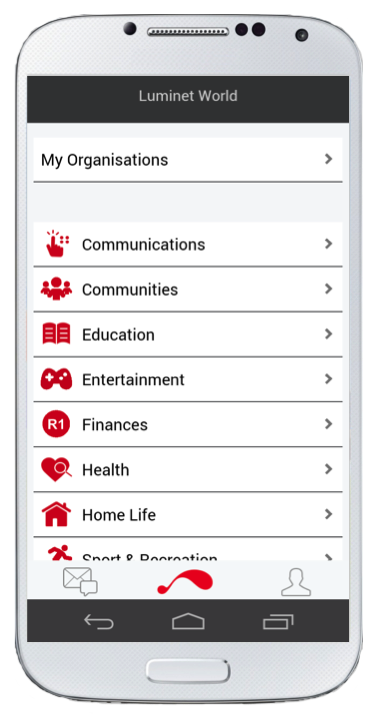 Luminet World
My Organisations
Communications
Communities
Education
Entertainment
R1 Finances
Health
Home Life
Sport & Recreation